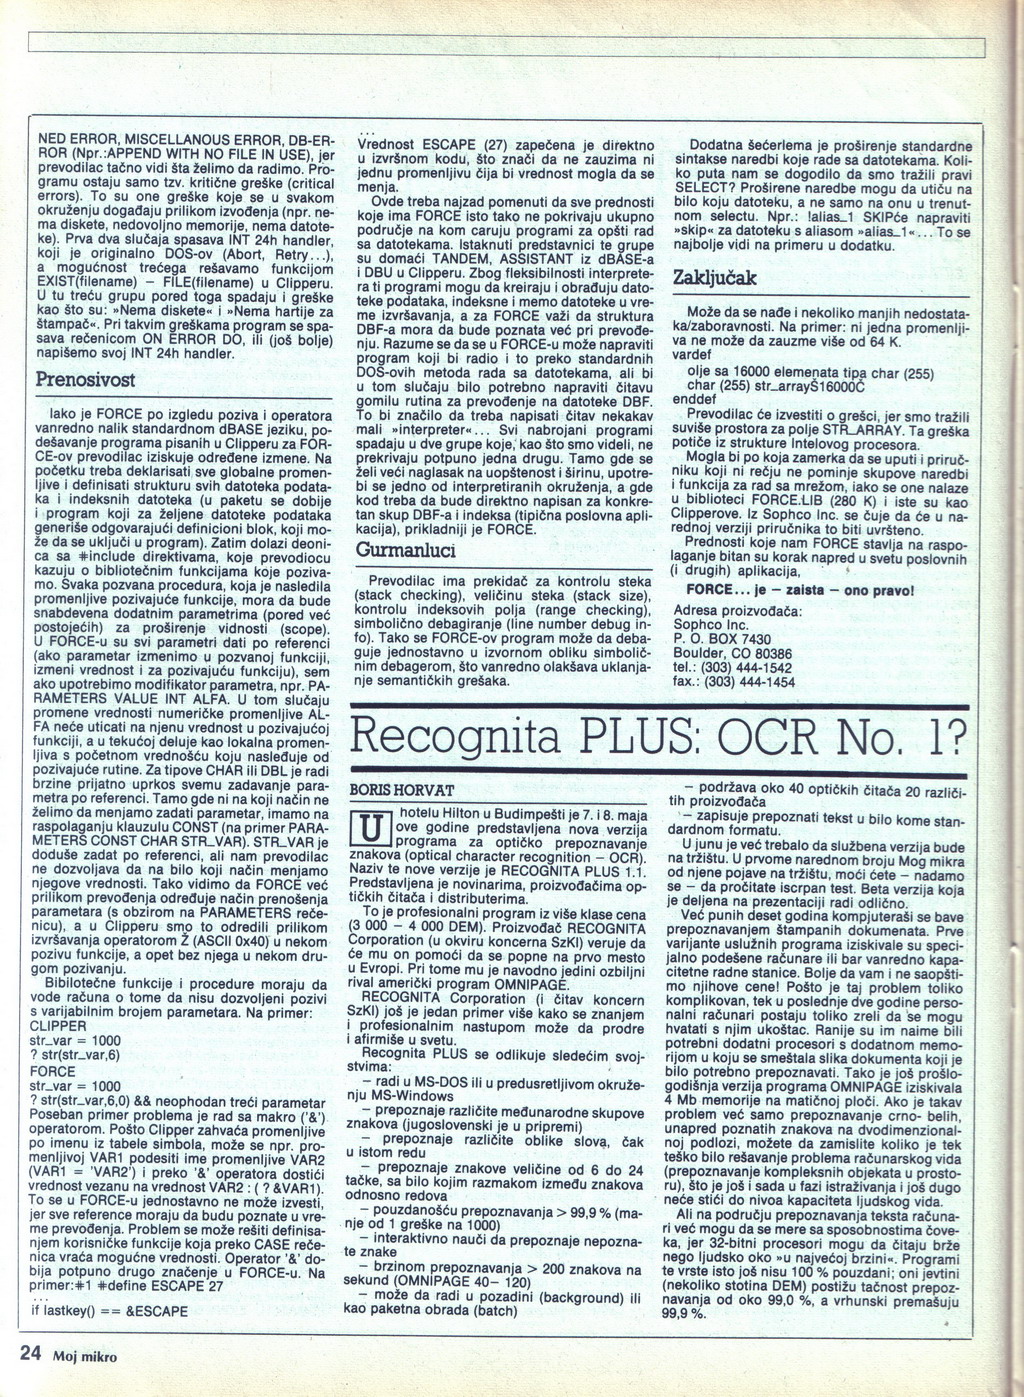 NED ERROR, MISCELLANOUS ERROR, DB-ER-
ROR (Npr.:APPEND WITH NO FILE IN USE), jer
prevodilac tačno vidi šta želimo da radimo. Pro-
gramu ostaju samo tzv. kritične greške (critical
errors). To su one greške koje se u svakom
okruženju događaju prilikom izvođenja (npr. ne-
ma diskete, nedovoljno memorije, nema datote-
ke). Prva dva slučaja spasava INT 24h handler,
koji je originalno DOS-ov (Abort, Retry...),
a mogućnost trećega rešavamo funkcijom
EXIST(filename) – FILE(filename) u Clipperu.
U tu treću grupu pored toga spadaju i greške
kao što su: »Nema diskete« i »Nema hartije za
štampač«. Pri takvim greškama program se spa-
sava rečenicom ON ERROR DO, ili (još bolje)
napišemo svoj INT 24h handler.
Prenosivost
Iako je FORCE po izgledu poziva i operatora
vanredno nalik standardnom dBASE jeziku, po-
dešavanje programa pisanih u Clipperu za FOR-
CE-ov prevodilac iziskuje određene izmene. Na
početku treba deklarisati sve globalne promen-
ljive i definisati strukturu svih datoteka podata-
ka i indeksnih datoteka (u paketu se dobije
i program koji za željene datoteke podataka
generiše odgovarajući definicioni blok, koji mo-
že da se uključi u program). Zatim dolazi deoni-
ca sa #include direktivama, koje prevodiocu
kazuju o bibliotečnim funkcijama koje poziva-
mo. Svaka pozvana procedura, koja je nasledila
promenljive pozivajuće funkcije, mora da bude
snabdevena dodatnim parametrima (pored već
postojećih) za proširenje vidnosti (scope).
U FORCE-u su svi parametri dati po referenci
(ako parametar izmenimo u pozvanoj funkciji,
izmeni vrednost i za pozivajuću funkciju), sem
ako upotrebimo modifikator parametra, npr. PA-
RAMETERS VALUE INT ALFA. U tom slučaju
promene vrednosti numeričke promenljive AL-
FA neće uticati na njenu vrednost u pozivajućoj
funkciji, a u tekućoj deluje kao lokalna promen-
ljiva s početnom vrednošću koju nasleđuje od
pozivajuće rutine. Za tipove CHAR ili DBL je radi
brzine prijatno uprkos svemu zadavanje para-
metra po referenci. Tamo gde ni na koji način ne
želimo da menjamo zadati parametar, imamo na
raspolaganju klauzulu CONST (na primer PARA-
METERS CONST CHAR STR_VAR). STR_VAR je
doduše zadat po referenci, ali nam prevodilac
ne dozvoljava da na bilo koji način menjamo
njegove vrednosti. Tako vidimo da FORCE već
prilikom prevođenja određuje način prenošenja
parametara (s obzirom na PARAMETERS reče-
nicu), a u Clipperu smo to odredili prilikom
izvršavanja operatorom Ž (ASCII 0x40) u nekom
pozivu funkcije, a opet bez njega u nekom dru-
gom pozivanju.
Bibilotečne funkcije i procedure moraju da
vode računa o tome da nisu dozvoljeni pozivi
s varijabilnim brojem parametara. Na primer:
CLIPPER
str_var = 1000
? str(str_var,6)
FORCE
str_var = 1000
? str(str_var,6,0) && neophodan treći parametar
Poseban primer problema je rad sa makro ('&')
operatorom. Pošto Clipper zahvaća promenljive
po imenu iz tabele simbola, može se npr. pro-
menljivoj VAR1 podesiti ime promenljive VAR2
(VAR1 = 'VAR2') i preko '&' operatora dostići
vrednost vezanu na vrednost VAR2 : ( ? &VAR1).
To se u FORCE-u jednostavno ne može izvesti,
jer sve reference moraju da budu poznate u vre-
me prevođenja. Problem se može rešiti definisa-
njem korisničke funkcije koja preko CASE reče-
nica vraća mogućne vrednosti. Operator '&' do-
bija potpuno drugo značenje u FORCE-u. Na
primer:#1 #define ESCAPE 27
...
if lastkey() == &ESCAPE
...
Vrednost ESCAPE (27) zapečena je direktno
u izvršnom kodu, što znači da ne zauzima ni
jednu promenljivu čija bi vrednost mogla da se
menja.
Ovde treba najzad pomenuti da sve prednosti
koje ima FORCE isto tako ne pokrivaju ukupno
područje na kom caruju programi za opšti rad
sa datotekama. Istaknuti predstavnici te grupe
su domaći TANDEM, ASSISTANT iz dBASE-a
i DBU u Clipperu. Zbog fleksibilnosti interprete-
ra ti programi mogu da kreiraju i obrađuju dato-
teke podataka, indeksne i memo datoteke u vre-
me izvršavanja, a za FORCE važi da struktura
DBF-a mora da bude poznata već pri prevođe-
nju. Razume se da se u FORCE-u može napraviti
program koji bi radio i to preko standardnih
DOS-ovih metoda rada sa datotekama, ali bi
u tom slučaju bilo potrebno napraviti čitavu
gomilu rutina za prevođenje na datoteke DBF.
To bi značilo da treba napisati čitav nekakav
mali »interpreter«... Svi nabrojani programi
spadaju u dve grupe koje, kao što smo videli, ne
prekrivaju potpuno jedna drugu. Tamo gde se
želi veći naglasak na uopštenost i širinu, upotre-
bi se jedno od interpretiranih okruženja, a gde
kod treba da bude direktno napisan za konkre-
tan skup DBF-a i indeksa (tipična poslovna apli-
kacija), prikladniji je FORCE.
Gurmanluci
Prevodilac ima prekidač za kontrolu steka
(stack checking), veličinu steka (stack size),
kontrolu indeksovih polja (range checking),
simbolično debagiranje (line number debug in-
fo). Tako se FORCE-ov program može da deba-
guje jednostavno u izvornom obliku simbolič-
nim debagerom, što vanredno olakšava uklanja-
nje semantičkih grešaka.
Dodatna šećerlema je proširenje standardne
sintakse naredbi koje rade sa datotekama. Koli-
ko puta nam se dogodilo da smo tražili pravi
SELECT? Proširene naredbe mogu da utiču na
bilo koju datoteku, a ne samo na onu u trenut-
nom selectu. Npr.: !alias_1 SKIPće napraviti
»skip« za datoteku s aliasom »alias_1«... To se
najbolje vidi na primeru u dodatku.
Zaključak
Može da se nađe i nekoliko manjih nedostata-
ka/zaboravnosti. Na primer: ni jedna promenlji-
va ne može da zauzme više od 64 K.
vardef
olje sa 16000 elemenata tipa char (255)
char (255) str_arrayŠ16000Ć
enddef
Prevodilac će izvestiti o grešci, jer smo tražili
suviše prostora za polje STR_ARRAY. Ta greška
potiče iz strukture Intelovog procesora.
Mogla bi po koja zamerka da se uputi i priruč-
niku koji ni rečju ne pominje skupove naredbi
i funkcija za rad sa mrežom, iako se one nalaze
u biblioteci FORCE.LIB (280 K) i iste su kao
Clipperove. Iz Sophco Inc. se čuje da će u na-
rednoj verziji priručnika to biti uvršteno.
Prednosti koje nam FORCE stavlja na raspo-
laganje bitan su korak napred u svetu poslovnih
(i drugih) aplikacija,
FORCE... je – zaista – ono pravo!
Adresa proizvođača:
Sophco Inc.
P. O. BOX 7430
Boulder, CO 80386
tel.: (303) 444-1542
fax.: (303) 444-1454
Recognita PLUS: OCR No. 1?
BORIS HORVAT
U hotelu Hilton u Budimpešti je 7. i 8. maja
ove godine predstavljena nova verzija
programa za optičko prepoznavanje
znakova (optical character recognition – OCR).
Naziv te nove verzije je RECOGNITA PLUS 1.1.
Predstavljena je novinarima, proizvođačima op-
tičkih čitača i distributerima.
To je profesionalni program iz više klase cena
(3 000 – 4 000 DEM). Proizvođač RECOGNITA
Corporation (u okviru koncerna SzKI) veruje da
će mu on pomoći da se popne na prvo mesto
u Evropi. Pri tome mu je navodno jedini ozbiljni
rival američki program OMNIPAGE.
RECOGNITA Corporation (i čitav koncern
SzKI) još je jedan primer više kako se znanjem
i profesionalnim nastupom može da prodre
i afirmiše u svetu.
Recognita PLUS se odlikuje sledećim svoj-
stvima:
– radi u MS-DOS ili u predusretljivom okruže-
nju MS-Windows
– prepoznaje različite međunarodne skupove
znakova (jugoslovenski je u pripremi)
– prepoznaje različite oblike slova, čak
u istom redu
– prepoznaje znakove veličine od 6 do 24
tačke, sa bilo kojim razmakom između znakova
odnosno redova
– pouzdanošću prepoznavanja > 99,9 % (ma-
nje od 1 greške na 1000)
– interaktivno nauči da prepoznaje nepozna-
te znake
– brzinom prepoznavanja > 200 znakova na
sekund (OMNIPAGE 40– 120)
– može da radi u pozadini (background) ili
kao paketna obrada (batch)
– podržava oko 40 optičkih čitača 20 različi-
tih proizvođača
– zapisuje prepoznati tekst u bilo kome stan-
dardnom formatu.
U junu je već trebalo da službena verzija bude
na tržištu. U prvome narednom broju Mog mikra
od njene pojave na tržištu, moći ćete – nadamo
se – da pročitate iscrpan test. Beta verzija koja
je deljena na prezentaciji radi odlično.
Već punih deset godina kompjuteraši se bave
prepoznavanjem štampanih dokumenata. Prve
varijante uslužnih programa iziskivale su speci-
jalno podešene računare ili bar vanredno kapa-
citetne radne stanice. Bolje da vam i ne saopšti-
mo njihove cene! Pošto je taj problem toliko
komplikovan, tek u poslednje dve godine perso-
nalni računari postaju toliko zreli da se mogu
hvatati s njim ukoštac. Ranije su im naime bili
potrebni dodatni procesori s dodatnom memo-
rijom u koju se smeštala slika dokumenta koji je
bilo potrebno prepoznavati. Tako je još prošlo-
godišnja verzija programa OMNIPAGE iziskivala
4 Mb memorije na matičnoj ploči. Ako je takav
problem već samo prepoznavanje crno- belih,
unapred poznatih znakova na dvodimenzional-
noj podlozi, možete da zamislite koliko je tek
teško bilo rešavanje problema računarskog vida
(prepoznavanje kompleksnih objekata u prosto-
ru), što je još i sada u fazi istraživanja i još dugo
neće stići do nivoa kapaciteta ljudskog vida.
Ali na području prepoznavanja teksta računa-
ri već mogu da se mere sa sposobnostima čove-
ka, jer 32-bitni procesori mogu da čitaju brže
nego ljudsko oko »u najvećoj brzini«. Programi
te vrste isto još nisu 100 % pouzdani; oni jevtini
(nekoliko stotina DEM) postižu tačnost prepoz-
navanja od oko 99,0 %, a vrhunski premašuju
99,9 %.
24 Moj mikro